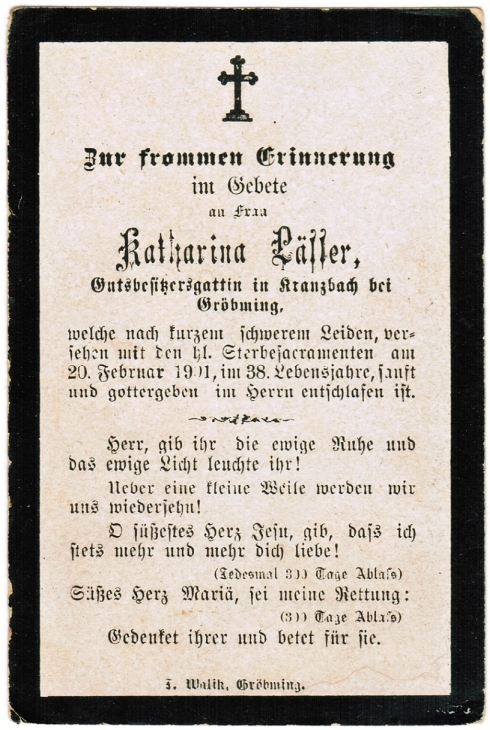 Zur frommen Erinnerung
im Gebete
an Frau
Katharina Lässer,
Gutsbesitzersgattin in Kranzbach bei
Gröbming,
welche nach kurzem schwerem Leiden, ver-
sehen mit den hl. Sterbesacramenten am
20. Februar 1901, im 38. Lebensjahre, sanft
und gottergeben im Herrn entschlafen ist.
Herr, gib ihr die ewige Ruhe und
das ewige Licht leuchte ihr!
Ueber eine kleine Weile werden wir
uns wiedersehn!
O süßestes Herz Jesu, gib, dass ich
stets mehr und mehr dich liebe!
(Jedesmal 300 Tage Ablass)
Süßes Herz Mariä, sei meine Rettung:
(300 Tage Ablass)
Gedenket ihrer und betet für sie.
J. Walik, Gröbming.